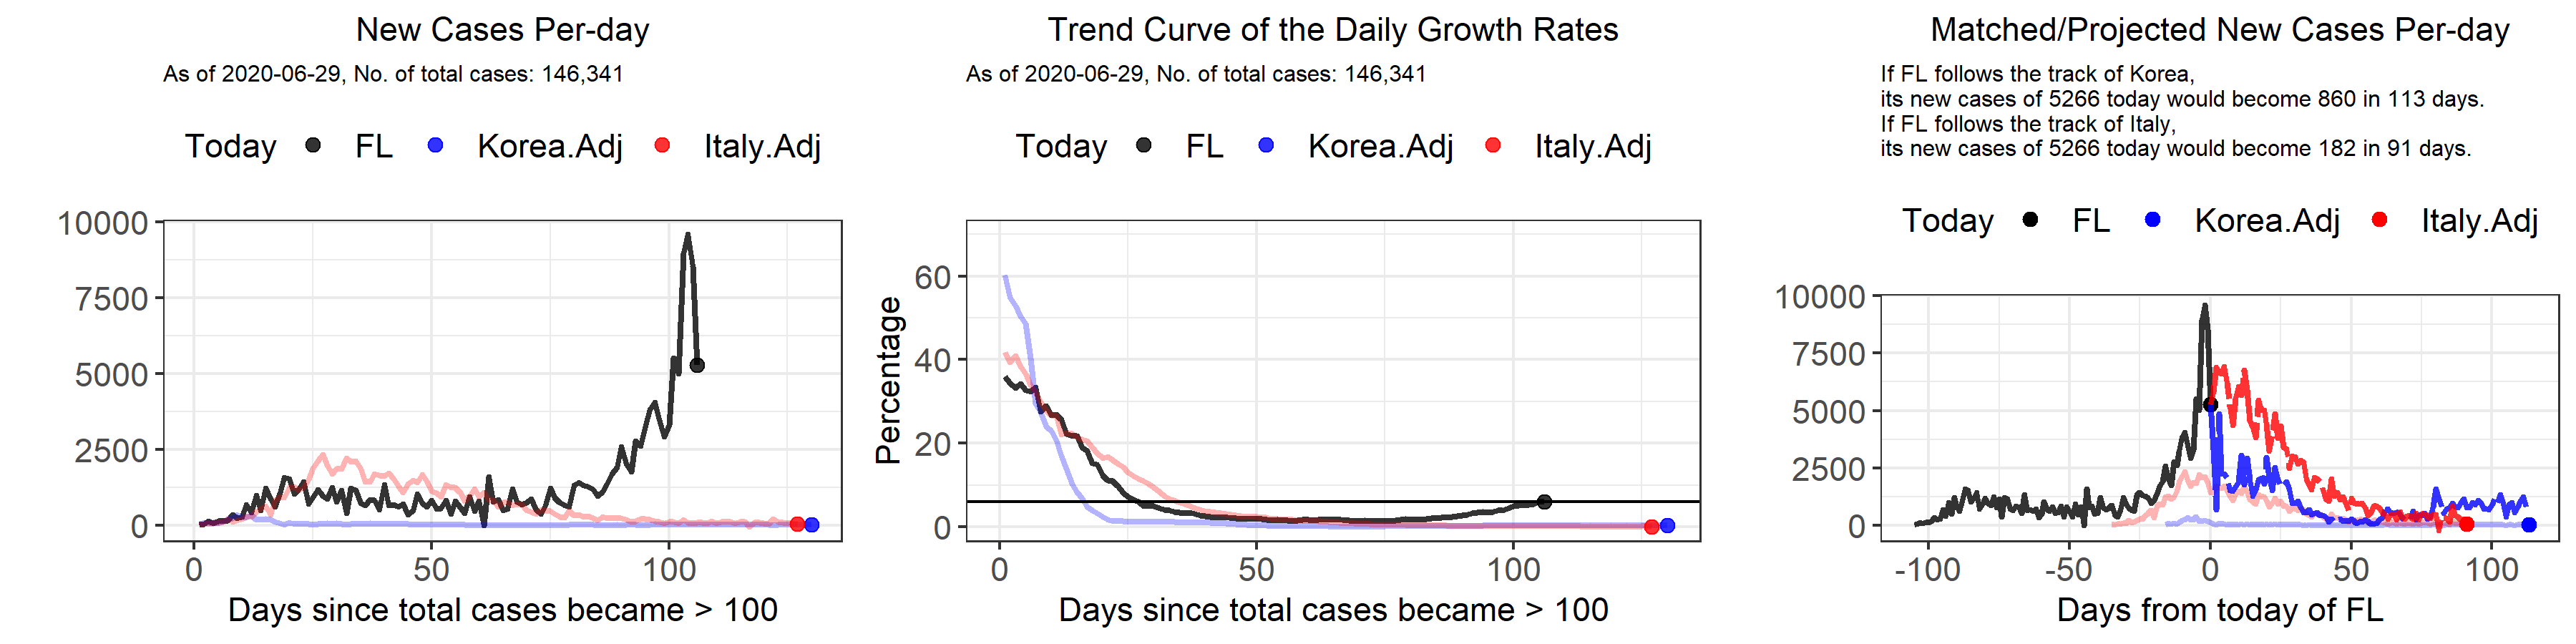 New Cases Per-day
As of 2020-06-29, No. of total cases: 146,341
Today FL Korea.Adj Italy.Adj
10000
7500
5000
2500
0
0 50 100
Days since total cases became > 100
Trend Curve of the Daily Growth Rates
As of 2020-06-29, No. of total cases: 146,341
Today FL Korea.Adj Italy.Adj
Percentage
60
40
20
0
0 50 100
Days since total cases became > 100
Matched/Projected New Cases Per-day
If FL follows the track of Korea,
its new cases of 5266 today would become 860 in 113 days.
If FL follows the track of Italy,
its new cases of 5266 today would become 182 in 91 days.
Today FL Korea.Adj Italy.Adj
10000
7500
5000
2500
0
-100 -50 0 50 100
Days from today of FL